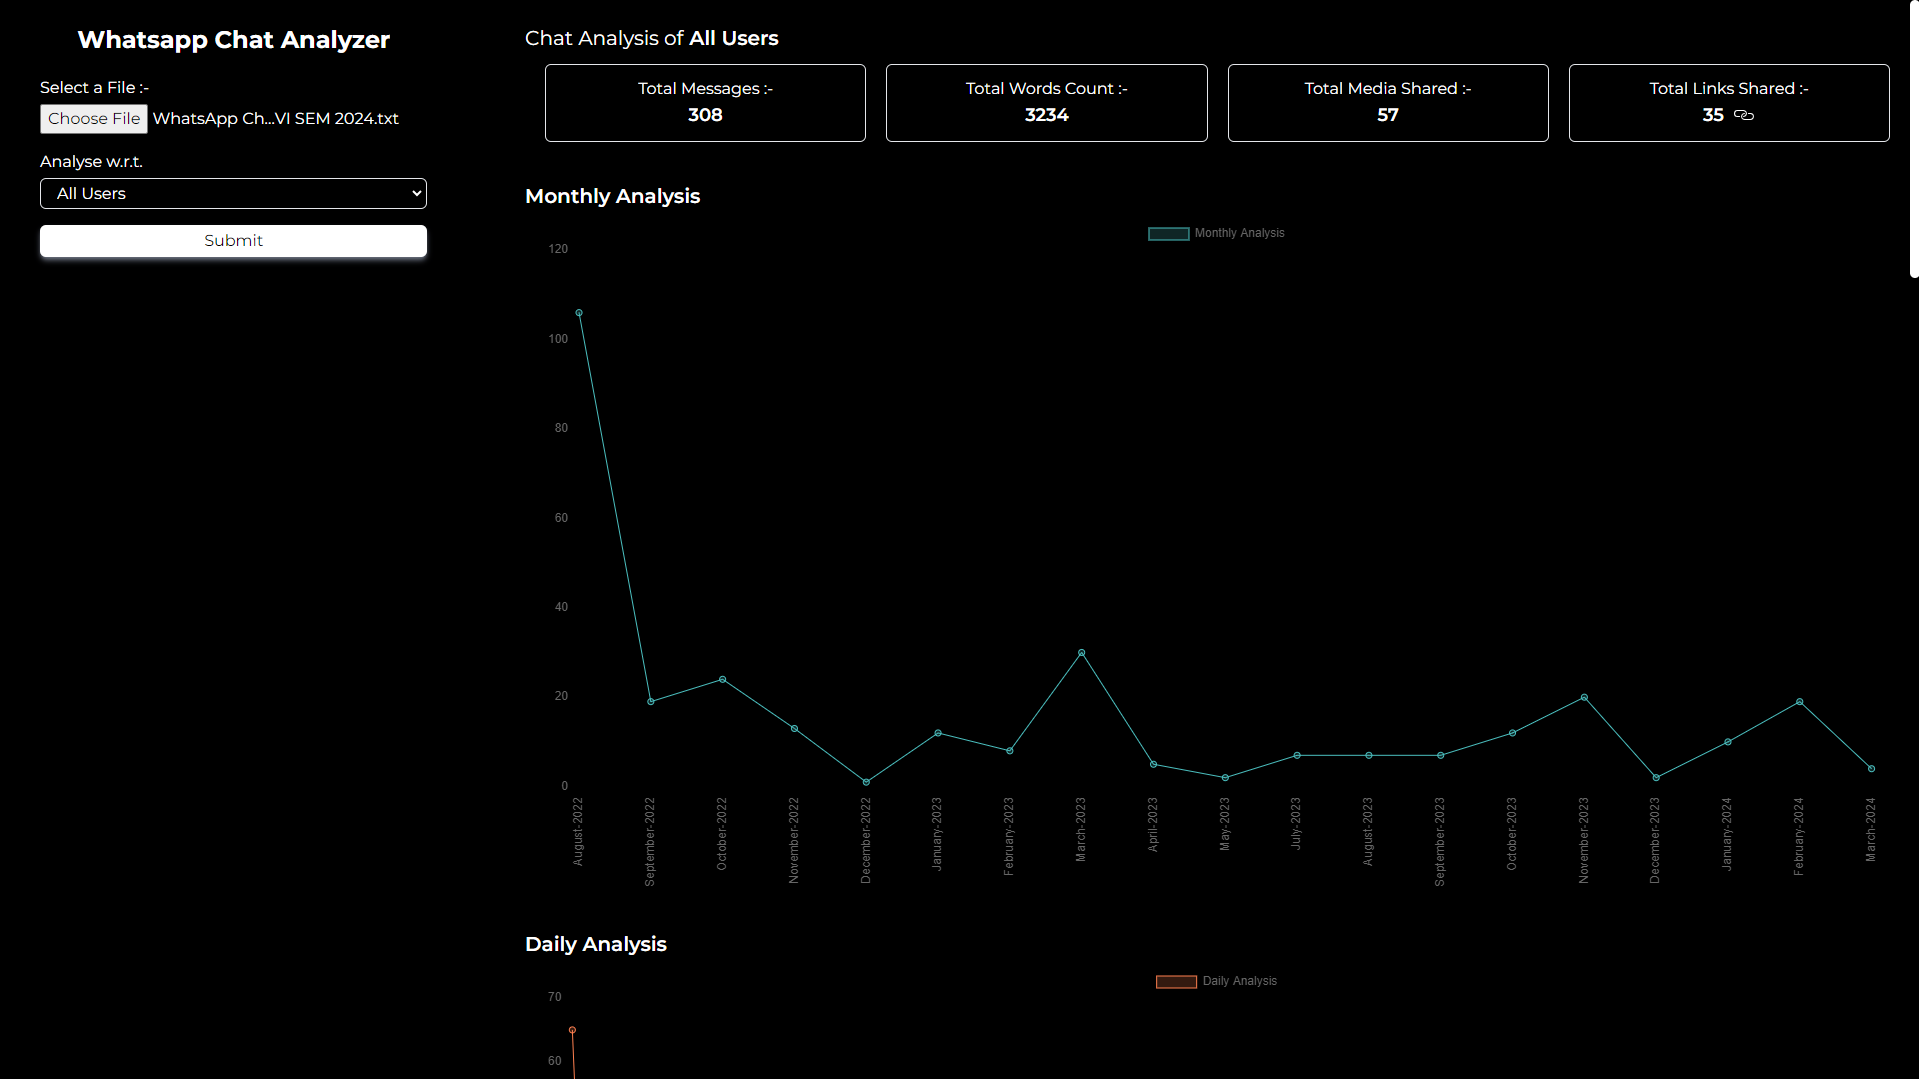 Whatsapp Chat Analyzer
Select a File :-
Choose File WhatsApp Ch...VI SEM 2024.txt
Analyse w.r.t.
All Users
Submit
Chat Analysis of All Users
Total Messages :-
308
Total Words Count :-
3234
Total Media Shared :-
57
Total Links Shared :-
35
Monthly Analysis
Monthly Analysis
120
100
80
60
40
20
0
August-2022
September-2022
October-2022
November-2022
December-2022
January-2023
February-2023
March-2023
April-2023
May-2023
July-2023
August-2023
September-2023
October-2023
November-2023
December-2023
January-2024
February-2024
March-2024
Daily Analysis
Daily Analysis
70
60